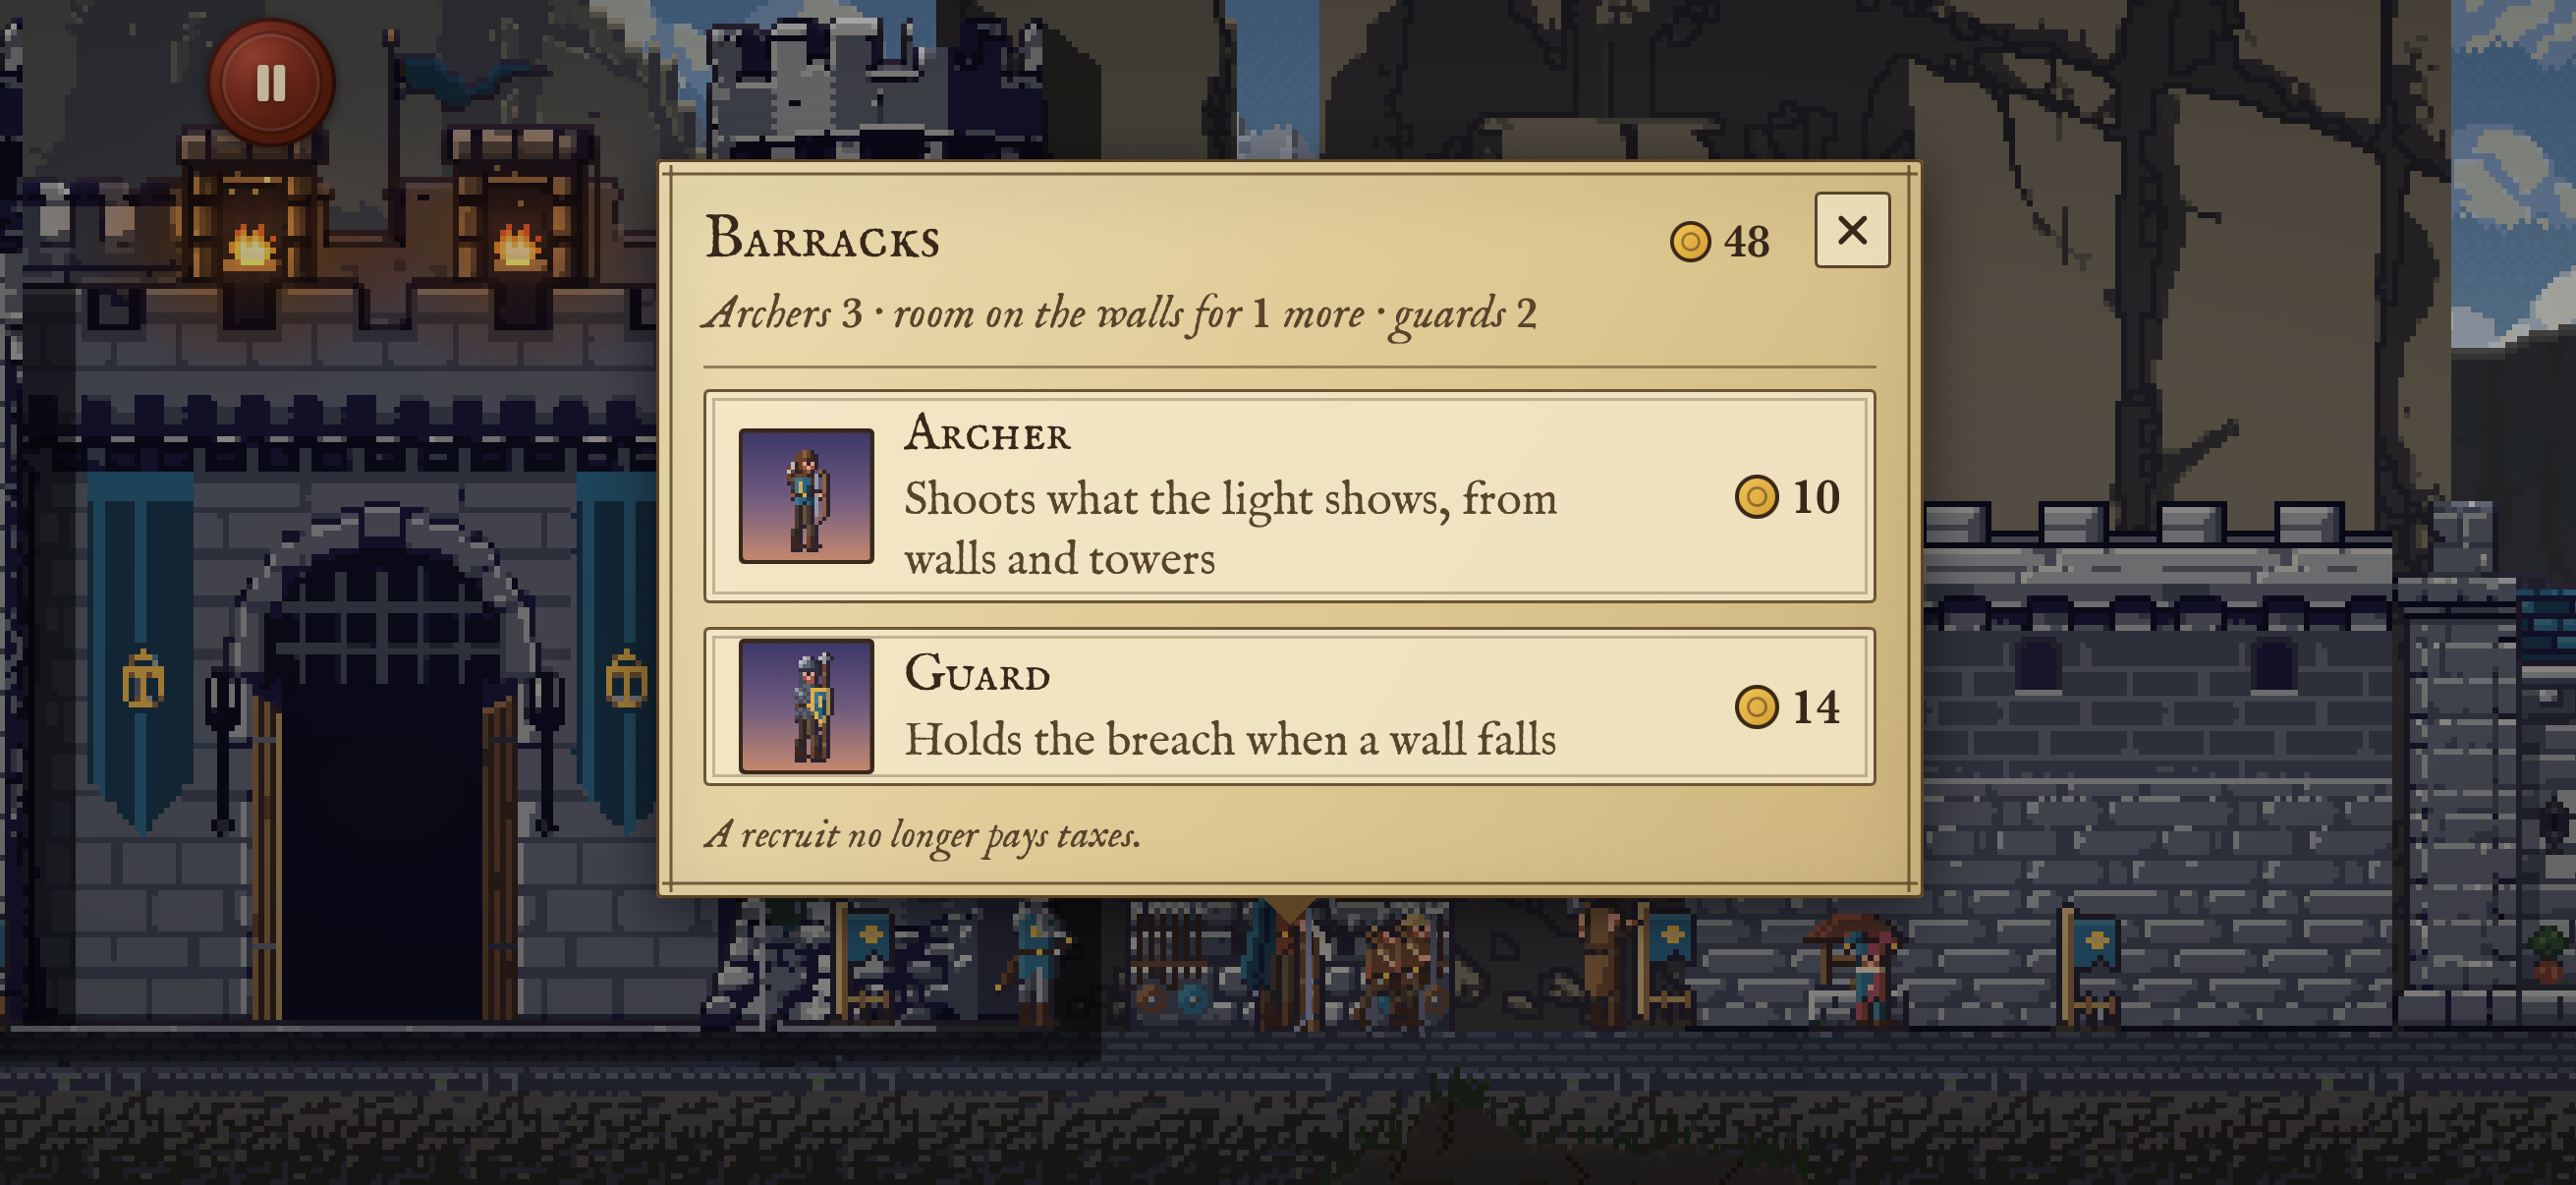 Barracks
48
Archers 3 · room on the walls for 1 more · guards 2
Archer
Shoots what the light shows, from
walls and towers
10
Guard
Holds the breach when a wall falls
14
A recruit no longer pays taxes.